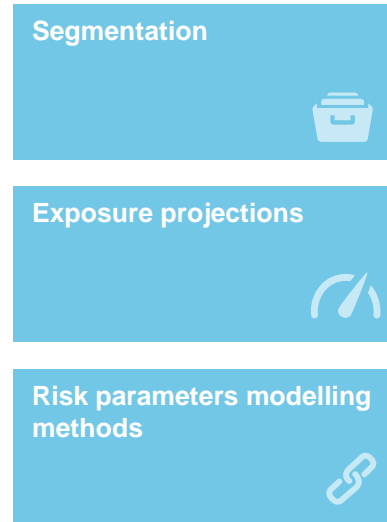 Segmentation
Exposure projections
Risk parameters modelling
methods